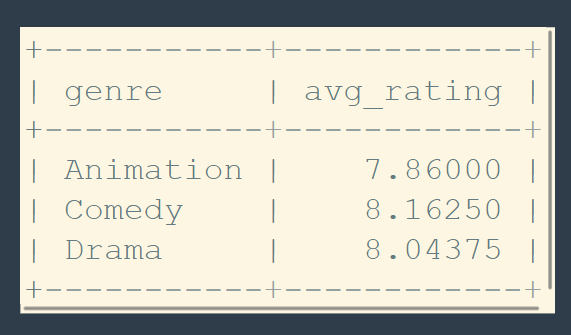 +-----------+------------+
| genre     | avg_rating |
+-----------+------------+
| Animation |    7.86000 |
| Comedy    |    8.16250 |
| Drama     |    8.04375 |
+-----------+------------+